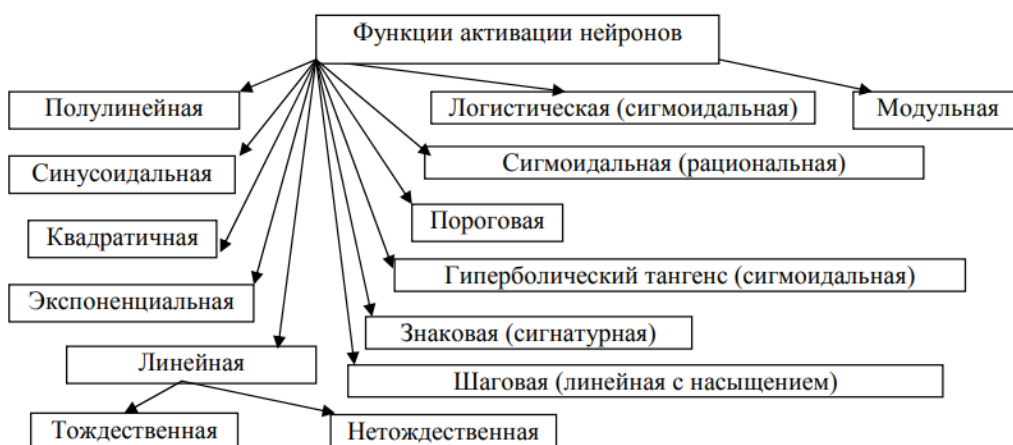 Функции активации нейронов
Полулинейная
Логистическая (сигмоидальная)
Модульная
Синусоидальная
Сигмоидальная (рациональная)
Квадратичная
Пороговая
Экспоненциальная
Гиперболический тангенс (сигмоидальная)
Знаковая (сигнатурная)
Линейная
Шаговая (линейная с насыщением)
Тождественная
Нетождественная